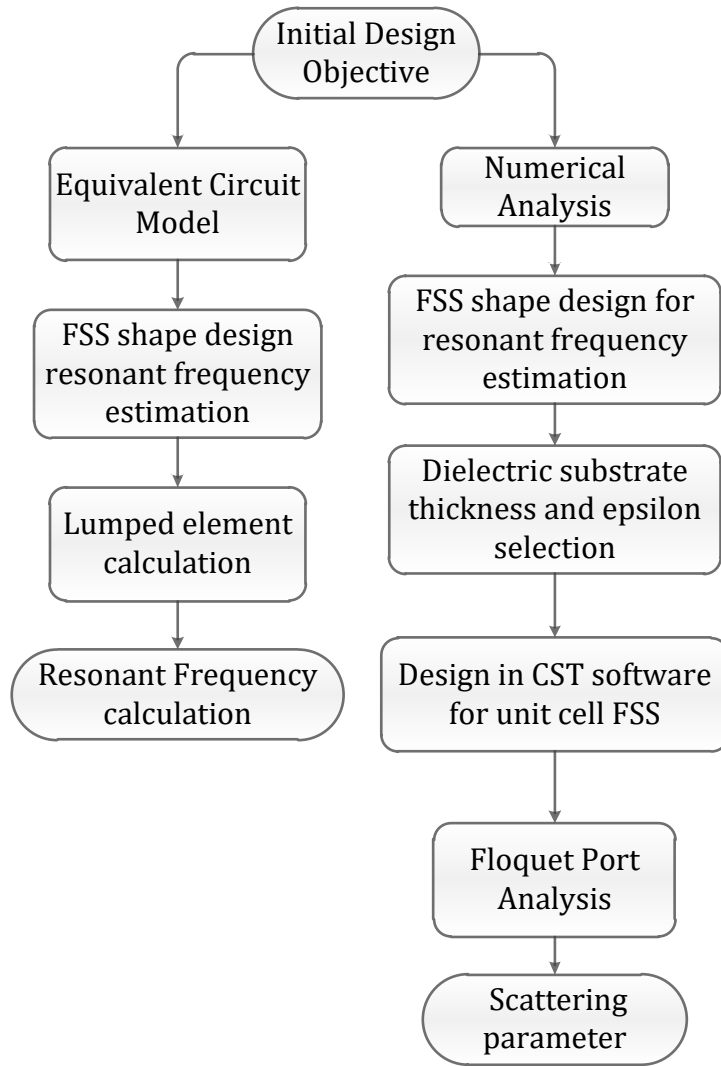 Initial Design
Objective
Equivalent Circuit
Model
FSS shape design
resonant frequency
estimation
Lumped element
calculation
Resonant Frequency
calculation
Numerical
Analysis
FSS shape design for
resonant frequency
estimation
Dielectric substrate
thickness and epsilon
selection
Design in CST software
for unit cell FSS
Floquet Port
Analysis
Scattering
parameter